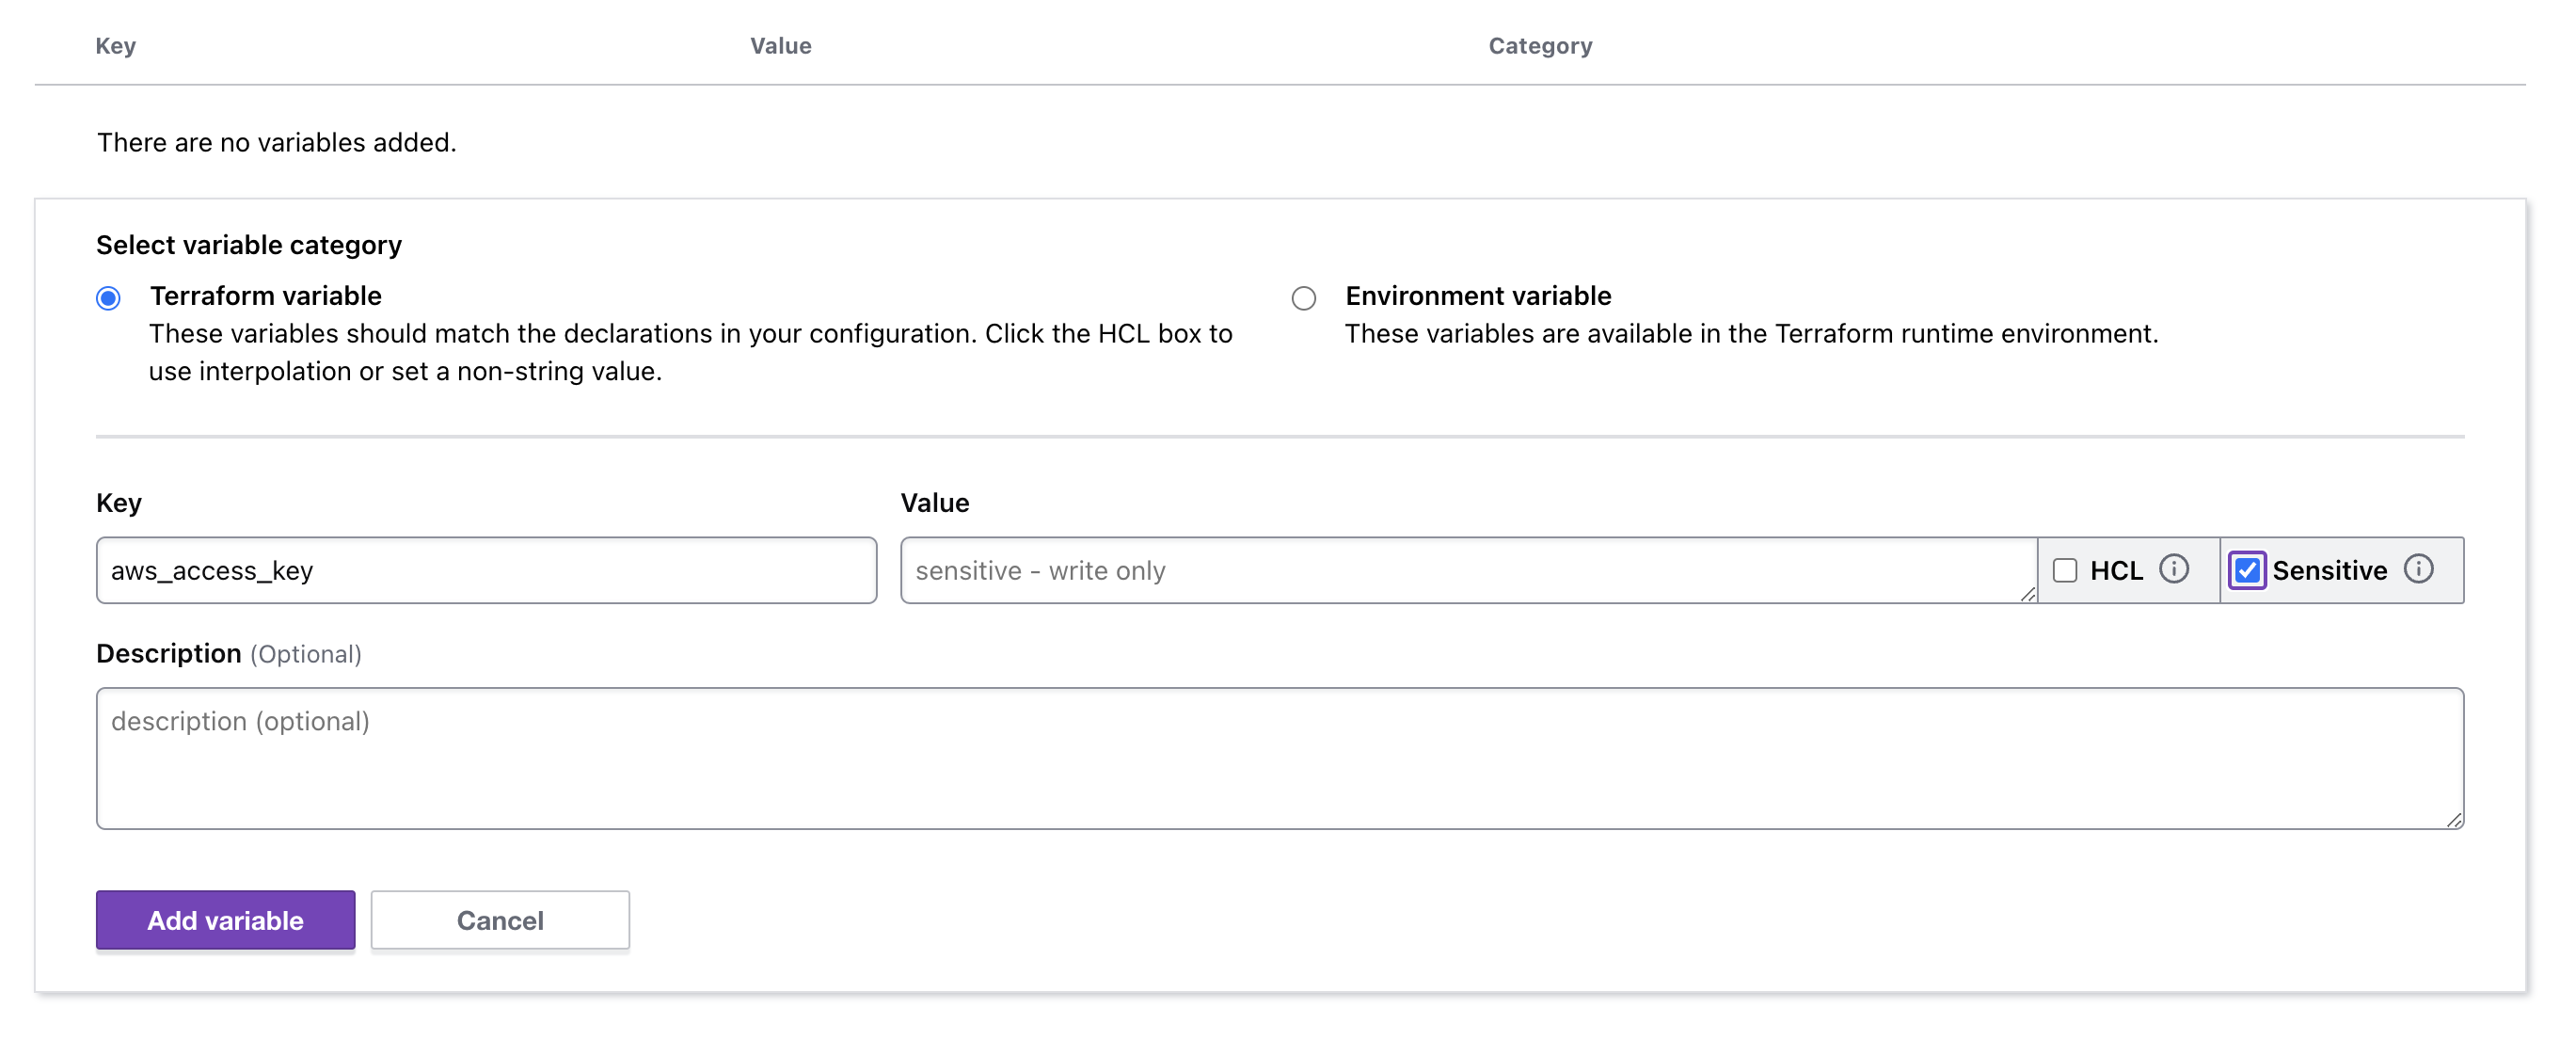 Key Value Category
There are no variables added.
Select variable category
Terraform variable
These variables should match the declarations in your configuration. Click the HCL box to
use interpolation or set a non-string value.
Environment variable
These variables are available in the Terraform runtime environment.
Key Value
aws_access_key sensitive - write only HCL Sensitive
Description (Optional)
description (optional)
Add variable Cancel